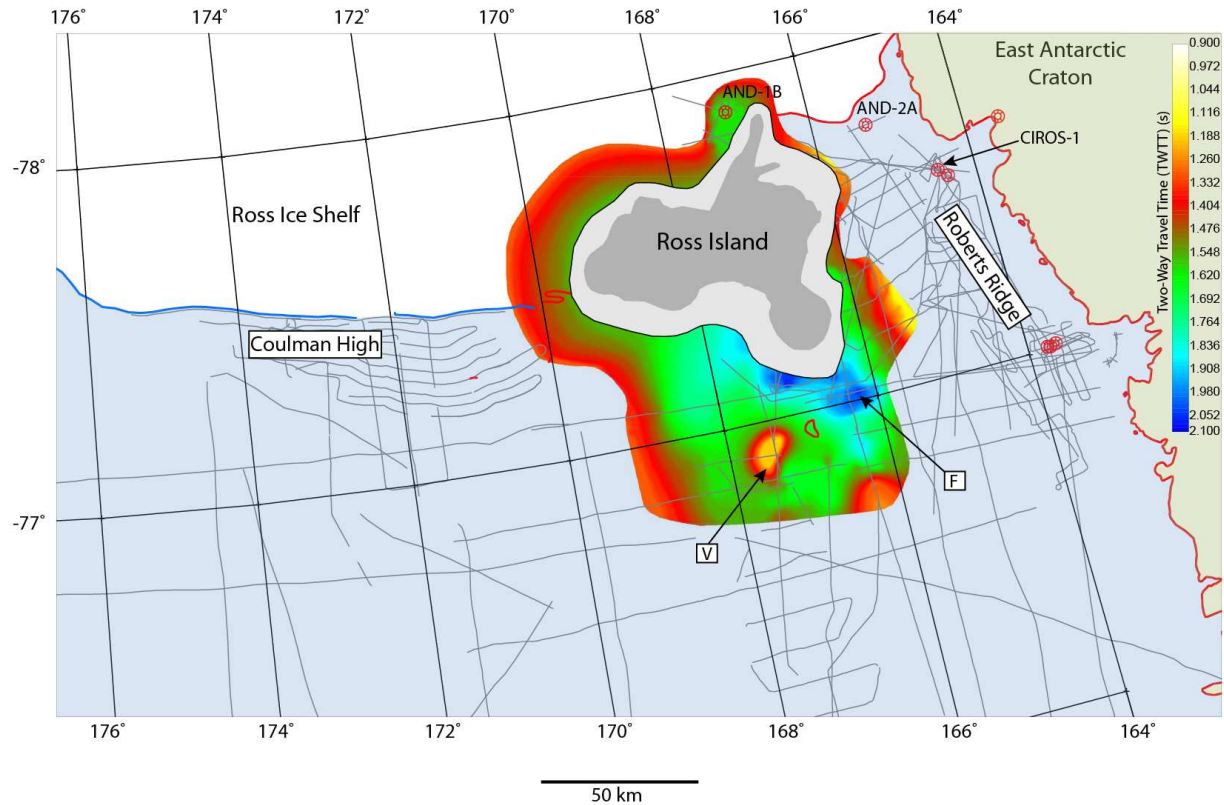 176° 174° 172° 170° 168° 166° 164°
East Antarctic
Craton
AND-1B
AND-2A
CIROS-1
-78°
Ross Ice Shelf
Ross Island
Roberts Ridge
Coulman High
F
-77°
V
Two-Way Travel Time (TWTT) (s)
0.900
0.972
1.044
1.116
1.188
1.260
1.332
1.404
1.476
1.548
1.620
1.692
1.764
1.836
1.908
1.980
2.052
2.100
176° 174° 172° 170° 168° 166° 164°
50 km